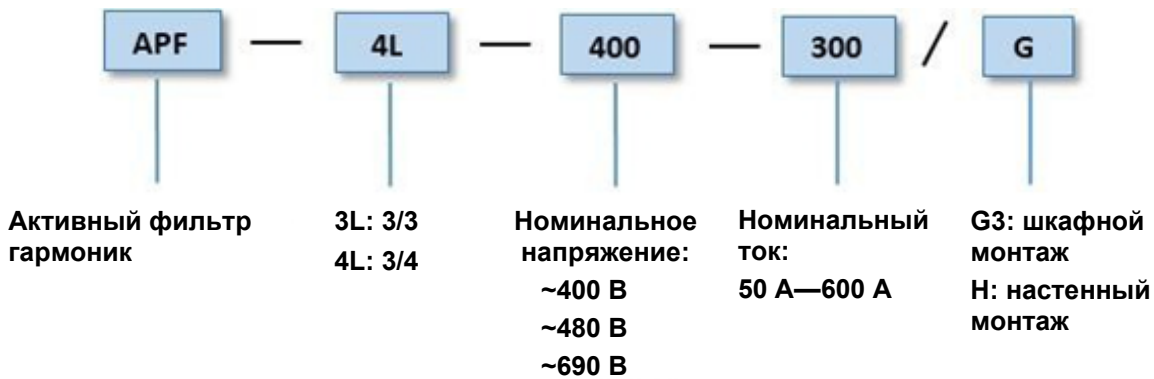 APF — 4L — 400 — 300 / G
Активный фильтр
гармоник
3L: 3/3
4L: 3/4
Номинальное
напряжение:
~400 В
~480 В
~690 В
Номинальный
ток:
50 А—600 А
G3: шкафной
монтаж
H: настенный
монтаж